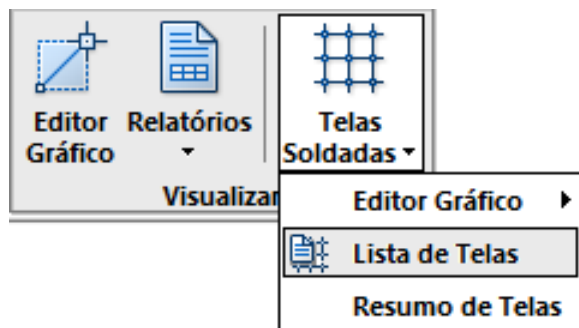 Editor
Gráfico
Relatórios
Telas
Soldadas
Visualizar
Editor Gráfico
Lista de Telas
Resumo de Telas